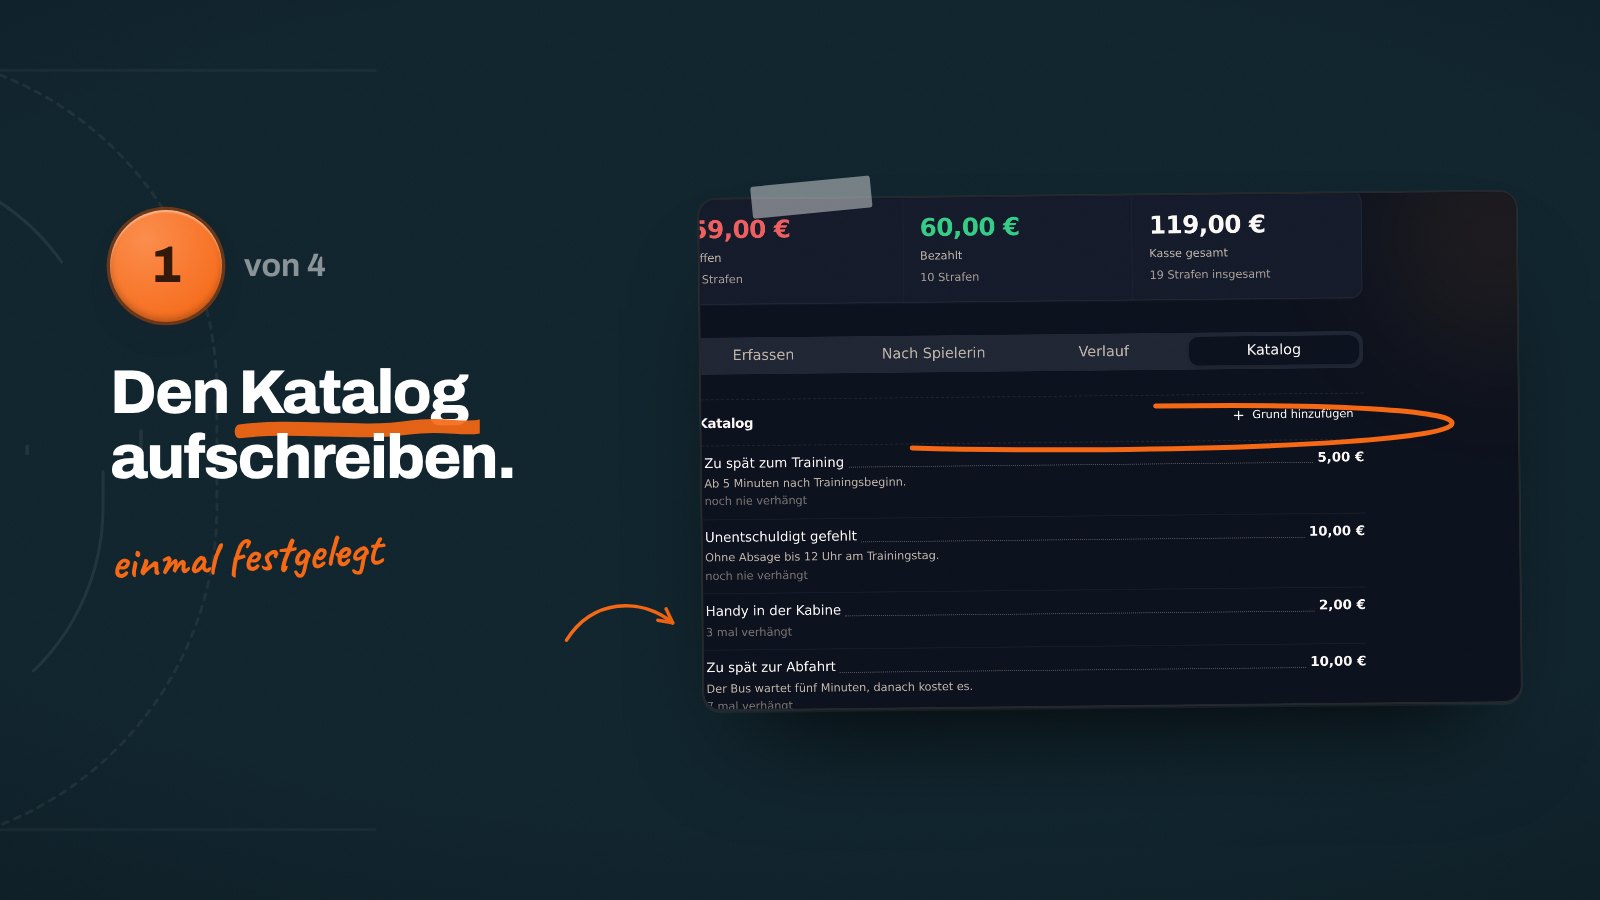 1
von 4
Den Katalog
aufschreiben.
einmal festgelegt
59,00 € 60,00 € 119,00 €
ffen Bezahlt Kasse gesamt
Strafen 10 Strafen 19 Strafen insgesamt
Erfassen Nach Spielerin Verlauf Katalog
Katalog + Grund hinzufügen
Zu spät zum Training 5,00 €
Ab 5 Minuten nach Trainingsbeginn.
noch nie verhängt
Unentschuldigt gefehlt 10,00 €
Ohne Absage bis 12 Uhr am Trainingstag.
noch nie verhängt
Handy in der Kabine 2,00 €
3 mal verhängt
Zu spät zur Abfahrt 10,00 €
Der Bus wartet fünf Minuten, danach kostet es.
7 mal verhängt